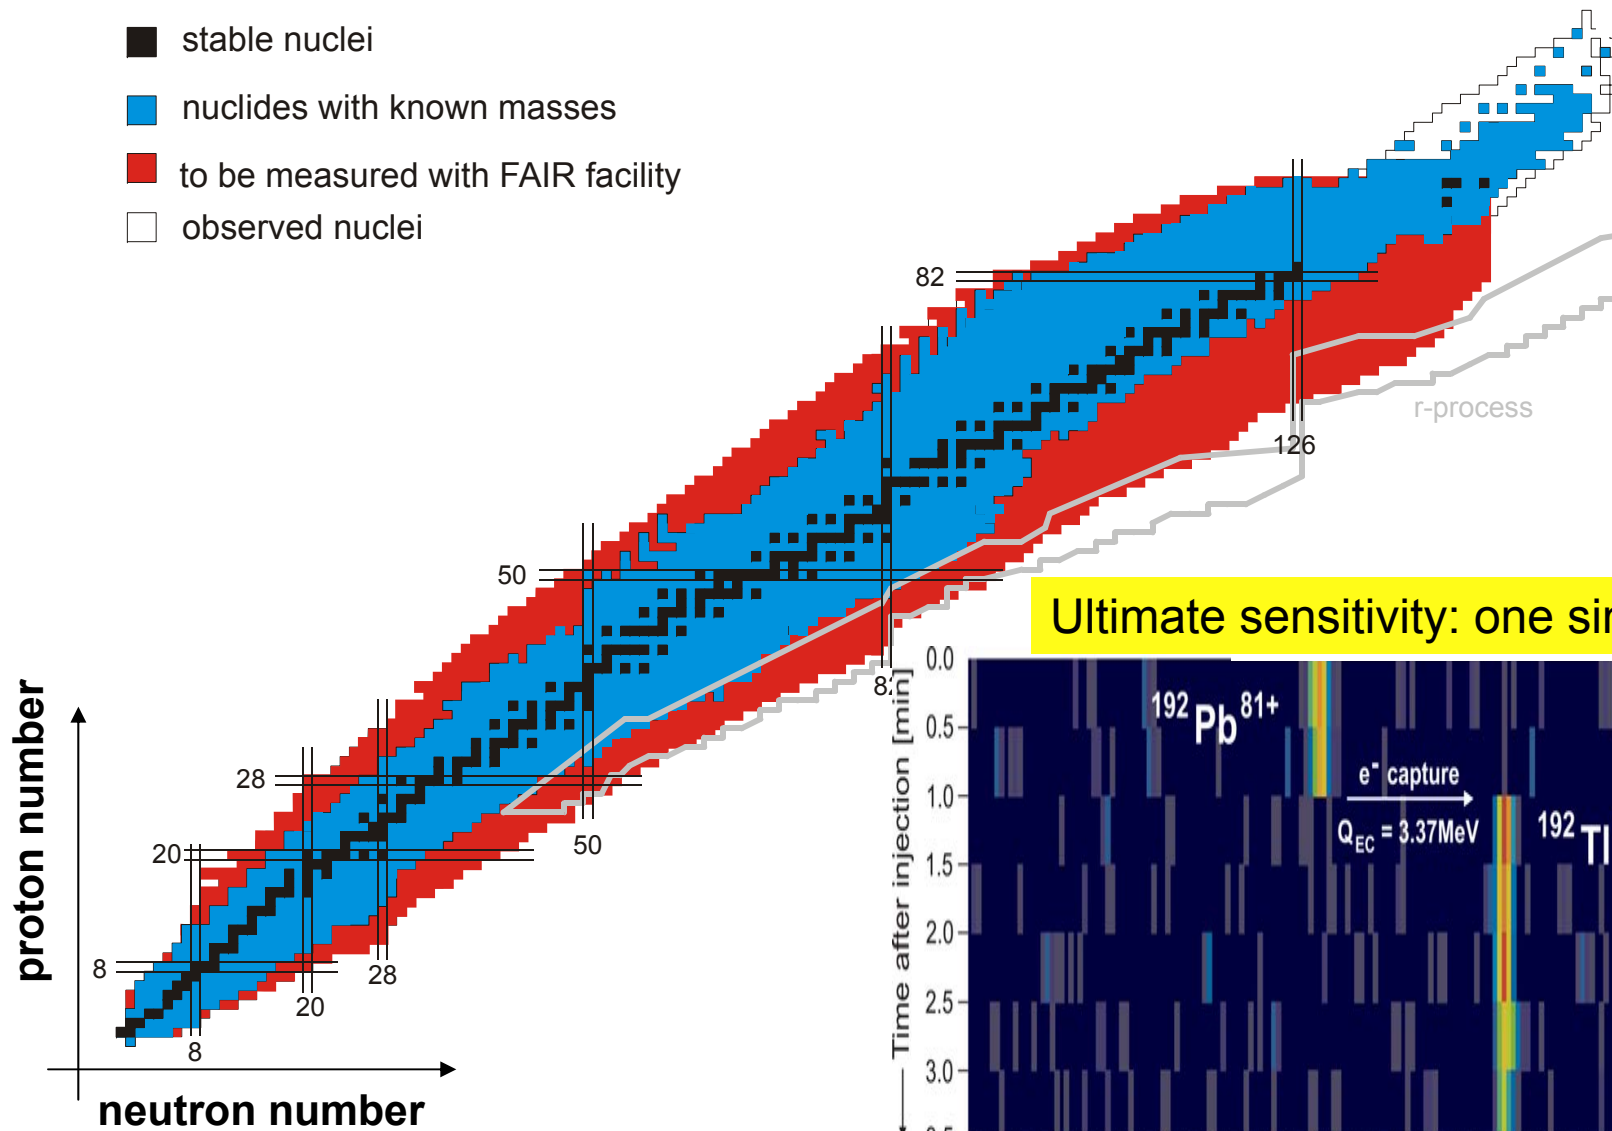 stable nuclei
nuclides with known masses
to be measured with FAIR facility
observed nuclei
82
r-process
126
50
Ultimate sensitivity: one
82
28
50
20
8
28
20
8
proton number
neutron number
Time after injection [min]
0.0
0.5
1.0
1.5
2.0
2.5
3.0
192Pb81+
e- capture
QEC = 3.37MeV
192Tl